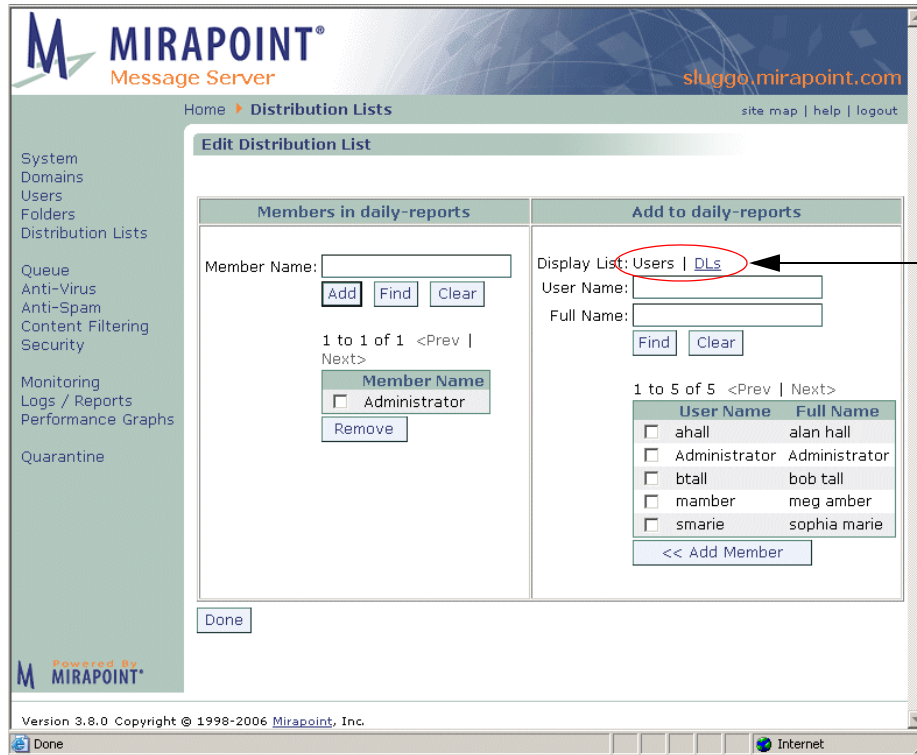 MIRAPOINT®
Message Server
sluggo.mirapoint.com
Home Distribution Lists
site map | help | logout
System
Domains
Users
Folders
Distribution Lists
Queue
Anti-Virus
Anti-Spam
Content Filtering
Security
Monitoring
Logs / Reports
Performance Graphs
Quarantine
Edit Distribution List
Members in daily-reports
Member Name:
Add Find Clear
1 to 1 of 1 <Prev |
Next>
Member Name
Administrator
Remove
Add to daily-reports
Display List: Users | DLs
User Name:
Full Name:
Find Clear
1 to 5 of 5 <Prev | Next>
User Name Full Name
ahall alan hall
Administrator Administrator
btall bob tall
mamber meg amber
smarie sophia marie
<< Add Member
Done
Powered By
MIRAPOINT®
Version 3.8.0 Copyright © 1998-2006 Mirapoint, Inc.
Done
Internet